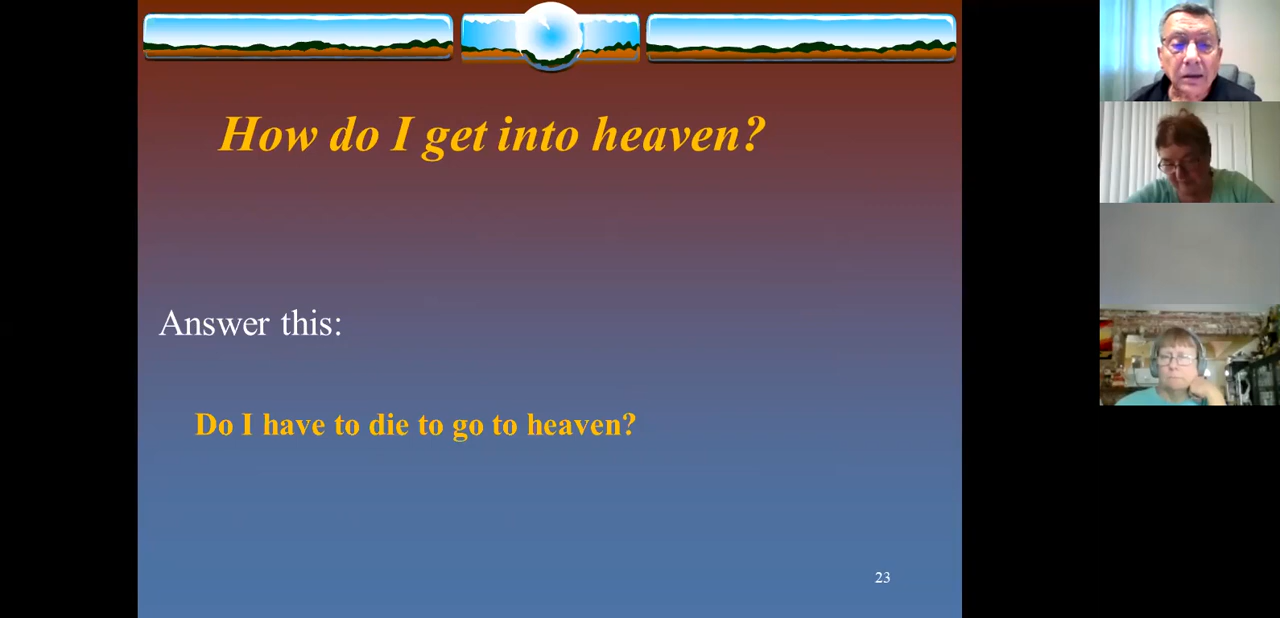 How do I get into heaven?
Answer this:
Do I have to die to go to heaven?
23